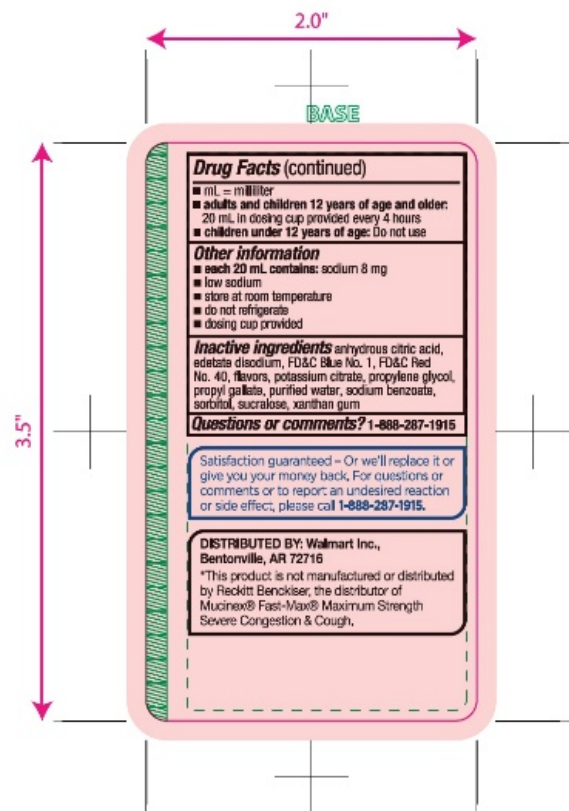 2.0"
BASE
3.5"
Drug Facts (continued)
■ mL = milliliter
■ adults and children 12 years of age and older:
20 mL in dosing cup provided every 4 hours
■ children under 12 years of age: Do not use
Other information
■ each 20 mL contains: sodium 8 mg
■ low sodium
■ store at room temperature
■ do not refrigerate
■ dosing cup provided
Inactive ingredients anhydrous citric acid,
edetate disodium, FD&C Blue No. 1, FD&C Red
No. 40, flavors, potassium citrate, propylene glycol,
propyl gallate, purified water, sodium benzoate,
sorbitol, sucralose, xanthan gum
Questions or comments? 1-888-287-1915
Satisfaction guaranteed – Or we'll replace it or
give you your money back. For questions or
comments or to report an undesired reaction
or side effect, please call 1-888-287-1915.
DISTRIBUTED BY: Walmart Inc.,
Bentonville, AR 72716
*This product is not manufactured or distributed
by Reckitt Benckiser, the distributor of
Mucinex® Fast-Max® Maximum Strength
Severe Congestion & Cough.